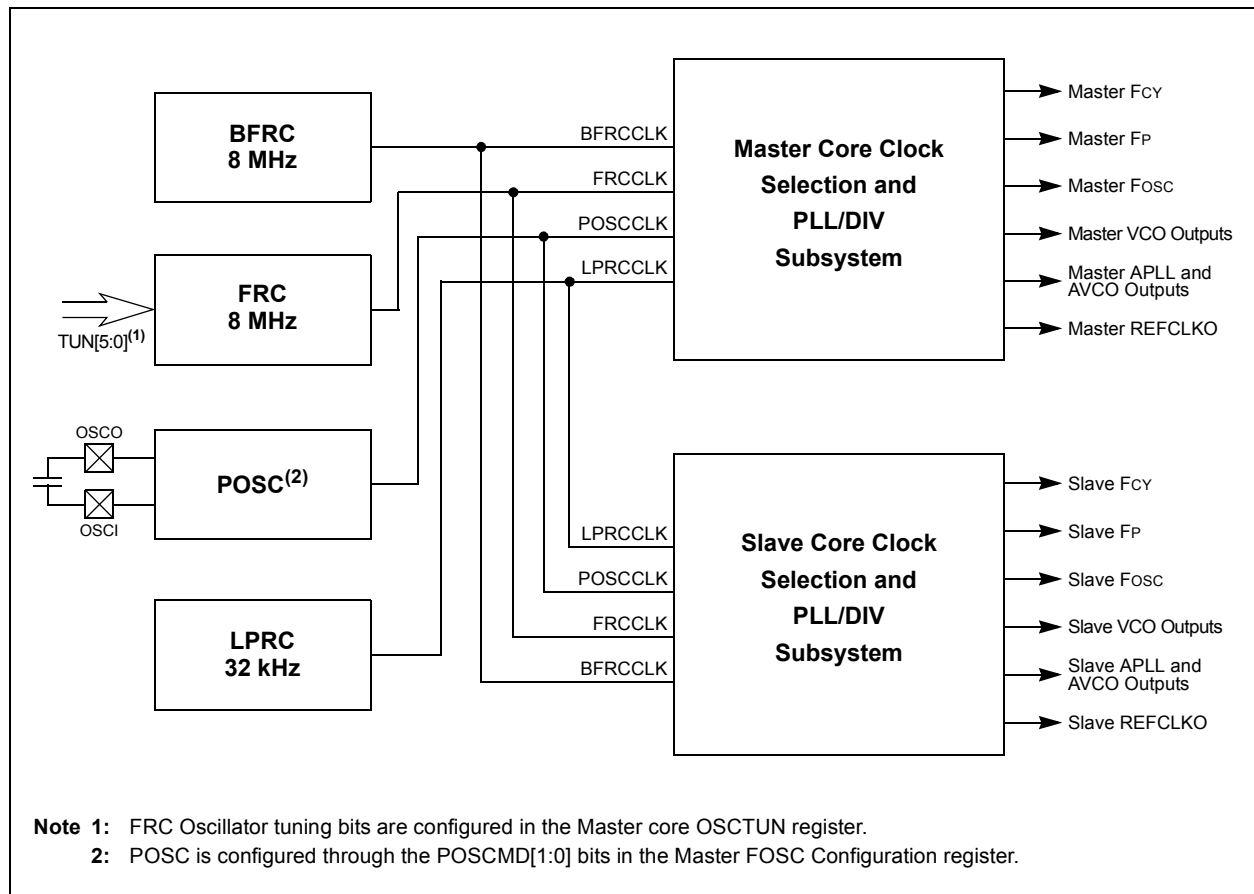 BFRC
8 MHz
FRC
8 MHz
TUN[5:0](1)
OSCO
OSCI
POSC(2)
LPRC
32 kHz
BFRCCLK
FRCCLK
POSCCLK
LPRCCLK
Master Core Clock
Selection and
PLL/DIV
Subsystem
Master FCY
Master FP
Master FOSC
Master VCO Outputs
Master APLL and
AVCO Outputs
Master REFCLKO
LPRCCLK
POSCCLK
FRCCLK
BFRCCLK
Slave Core Clock
Selection and
PLL/DIV
Subsystem
Slave FCY
Slave FP
Slave FOSC
Slave VCO Outputs
Slave APLL and
AVCO Outputs
Slave REFCLKO
Note 1: FRC Oscillator tuning bits are configured in the Master core OSCTUN register.
2: POSC is configured through the POSCMD[1:0] bits in the Master FOSC Configuration register.